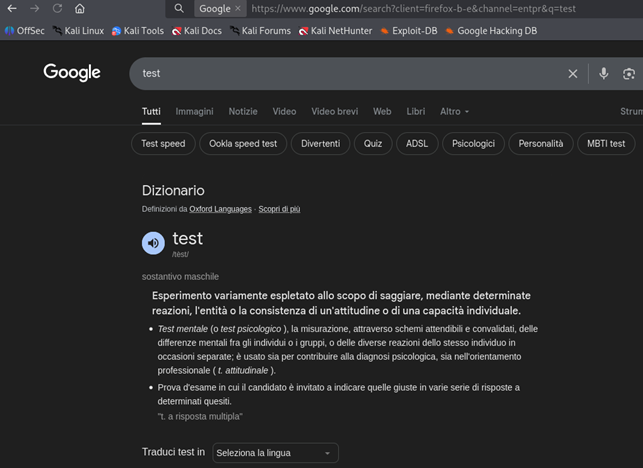 Google
https://www.google.com/search?client=firefox-b-e&channel=entpr&q=test
OffSec Kali Linux Kali Tools Kali Docs Kali Forums Kali NetHunter Exploit-DB Google Hacking DB
Google
test
Tutti Immagini Notizie Video Video brevi Web Libri Altro Strum
Test speed Ookla speed test Divertenti Quiz ADSL Psicologici Personalità MBTI test
Dizionario
Definizioni da Oxford Languages · Scopri di più
test
/tèst/
sostantivo maschile
Esperimento variamente espletato allo scopo di saggiare, mediante determinate
reazioni, l'entità o la consistenza di un'attitudine o di una capacità individuale.
• Test mentale (o test psicologico ), la misurazione, attraverso schemi attendibili e convalidati, delle
differenze mentali fra gli individui o i gruppi, o delle diverse reazioni dello stesso individuo in
occasioni separate; è usato sia per contribuire alla diagnosi psicologica, sia nell'orientamento
professionale ( t. attitudinale ).
• Prova d'esame in cui il candidato è invitato a indicare quelle giuste in varie serie di risposte a
determinati quesiti.
"t. a risposta multipla"
Traduci test in Seleziona la lingua